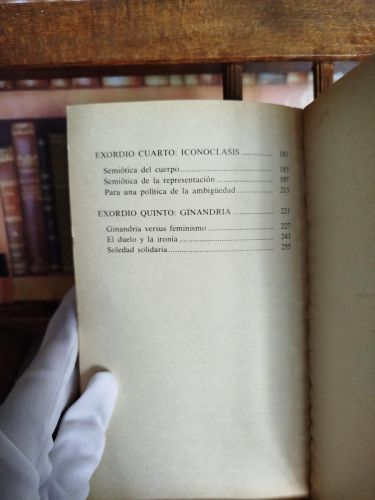 EXORDIO CUARTO: ICONOCLASIS ............ 181
Semiótica del cuerpo ............ 185
Semiótica de la representación ............ 197
Para una política de la ambigüedad ............ 213
EXORDIO QUINTO: GINANDRIA ............ 221
Ginandria versus feminismo ............ 227
El duelo y la ironía ............ 243
Soledad solidaria ............ 255